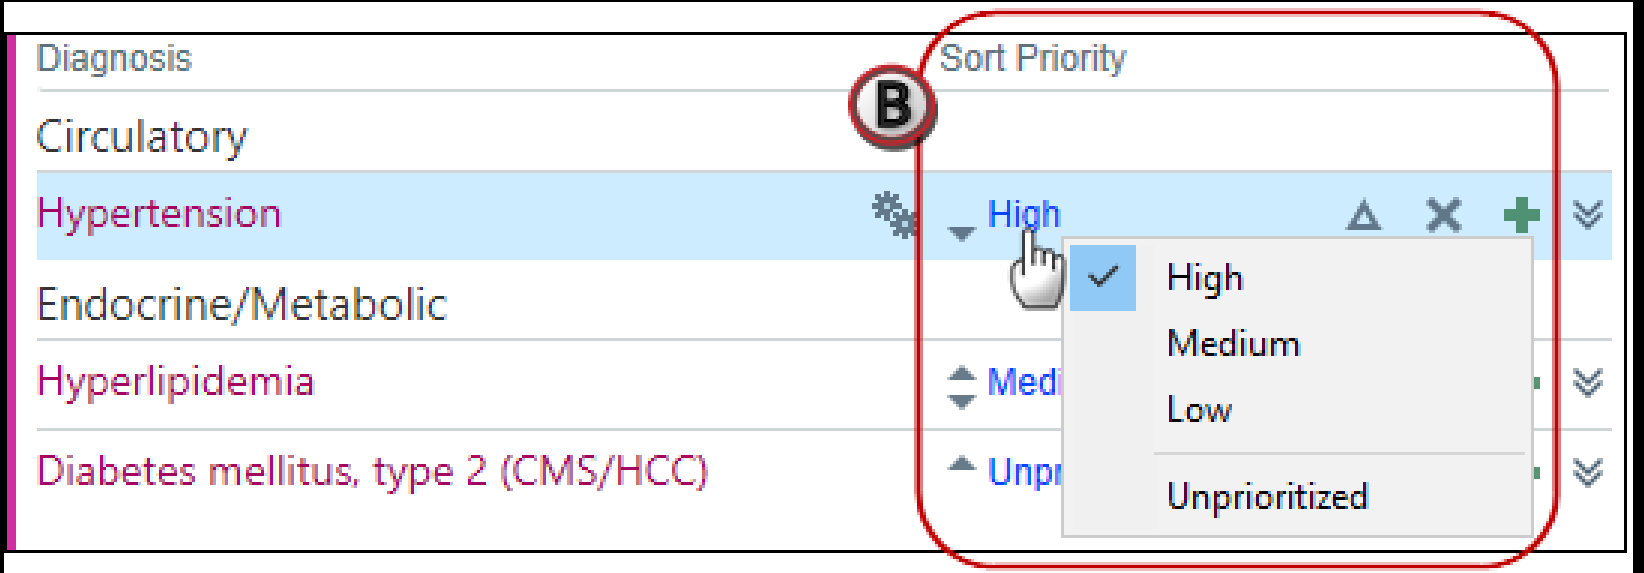 Diagnosis Sort Priority
B
Circulatory
Hypertension High
High
Endocrine/Metabolic
Medium
Hyperlipidemia Medi
Low
Diabetes mellitus, type 2 (CMS/HCC) Unpr
Unprioritized